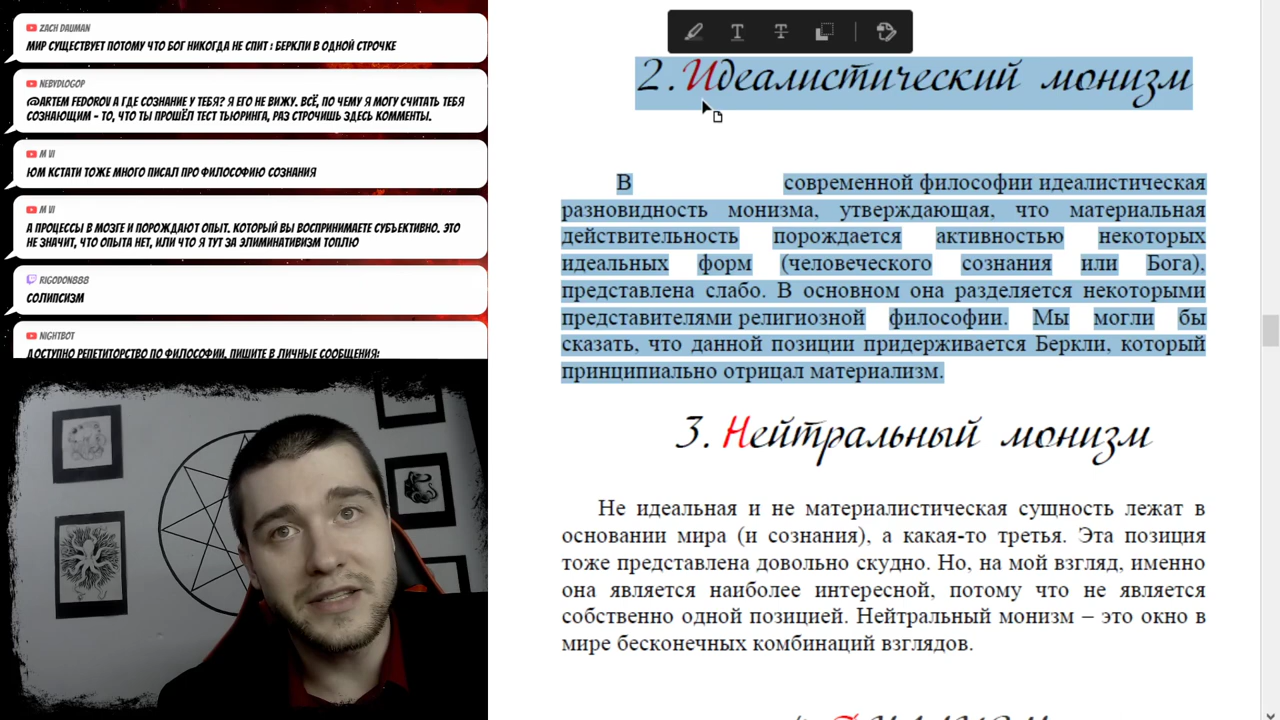 ZACH DAUMAN
МИР СУЩЕСТВУЕТ ПОТОМУ ЧТО БОГ НИКОГДА НЕ СПИТ : БЕРКЛИ В ОДНОЙ СТРОЧКЕ
NEBYDLOGOP
@ARTEM FEDOROV А ГДЕ СОЗНАНИЕ У ТЕБЯ? Я ЕГО НЕ ВИЖУ. ВСЁ, ПО ЧЕМУ Я МОГУ СЧИТАТЬ ТЕБЯ
СОЗНАЮЩИМ - ТО, ЧТО ТЫ ПРОШЁЛ ТЕСТ ТЬЮРИНГА, РАЗ СТРОЧИШЬ ЗДЕСЬ КОММЕНТЫ.
M VI
ЮМ КСТАТИ ТОЖЕ МНОГО ПИСАЛ ПРО ФИЛОСОФИЮ СОЗНАНИЯ
M VI
А ПРОЦЕССЫ В МОЗГЕ И ПОРОЖДАЮТ ОПЫТ. КОТОРЫЙ ВЫ ВОСПРИНИМАЕТЕ СУБЪЕКТИВНО. ЭТО
НЕ ЗНАЧИТ, ЧТО ОПЫТА НЕТ, ИЛИ ЧТО Я ТУТ ЗА ЭЛИМИНАТИВИЗМ ТОПЛЮ
RIGODON888
СОЛИПСИЗМ
NIGHTBOT
ДОСТУПНО РЕПЕТИТОРСТВО ПО ФИЛОСОФИИ. ПИШИТЕ В ЛИЧНЫЕ СООБЩЕНИЯ:
2. Идеалистический монизм
В современной философии идеалистическая
разновидность монизма, утверждающая, что материальная
действительность порождается активностью некоторых
идеальных форм (человеческого сознания или Бога),
представлена слабо. В основном она разделяется некоторыми
представителями религиозной философии. Мы могли бы
сказать, что данной позиции придерживается Беркли, который
принципиально отрицал материализм.
3. Нейтральный монизм
Не идеальная и не материалистическая сущность лежат в
основании мира (и сознания), а какая-то третья. Эта позиция
тоже представлена довольно скудно. Но, на мой взгляд, именно
она является наиболее интересной, потому что не является
собственно одной позицией. Нейтральный монизм – это окно в
мире бесконечных комбинаций взглядов.